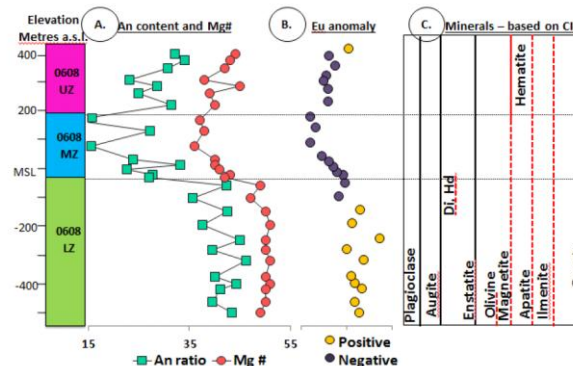 Elevation
Metres a.s.l.
A.
An content and Mg#
B.
Eu anomaly
C.
Minerals – based on
400
200
MSL
-200
-400
0608
UZ
0608
MZ
0608
LZ
15
35
55
An ratio
Mg #
Positive
Negative
Plagioclase
Augite
Di, Hd
Enstatite
Olivine
Magnetite
Hematite
Apatite
Ilmenite